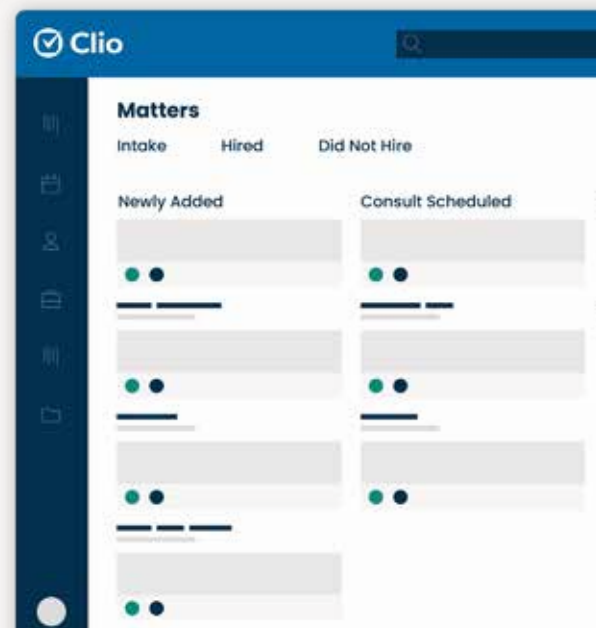 Clio
Matters
Intake Hired Did Not Hire
Newly Added Consult Scheduled